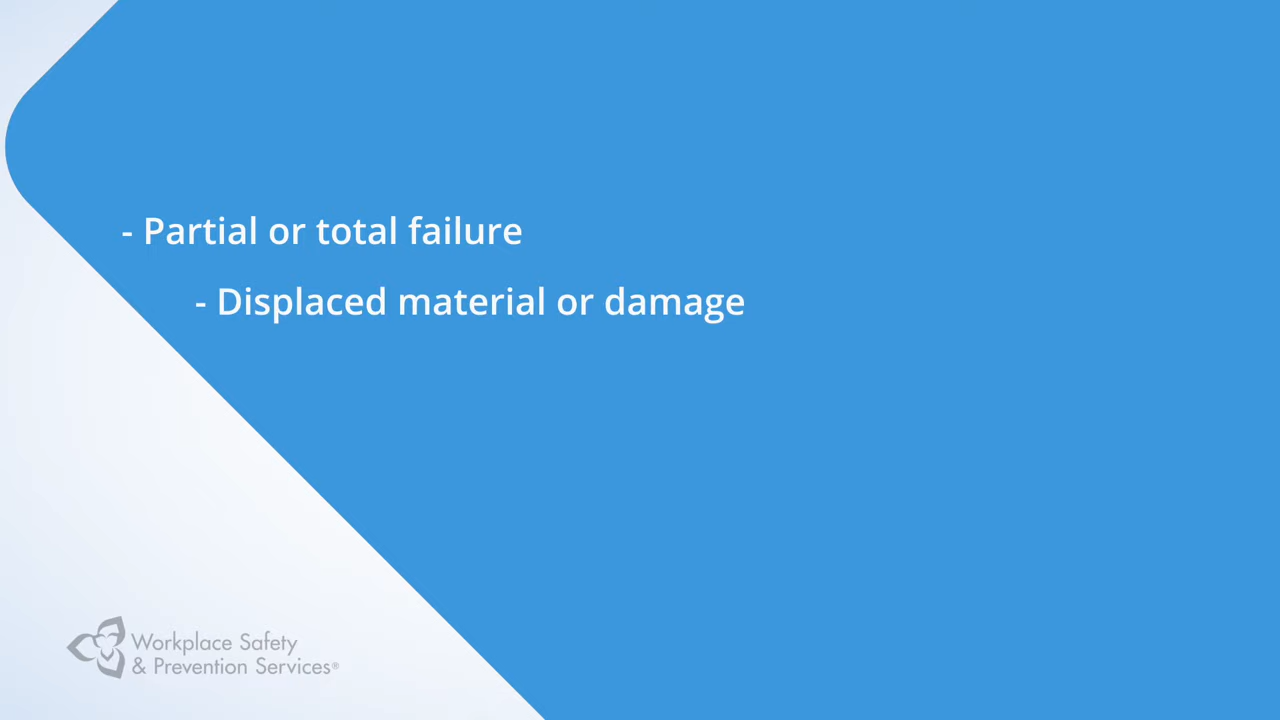 - Partial or total failure
- Displaced material or damage
Workplace Safety
& Prevention Services®